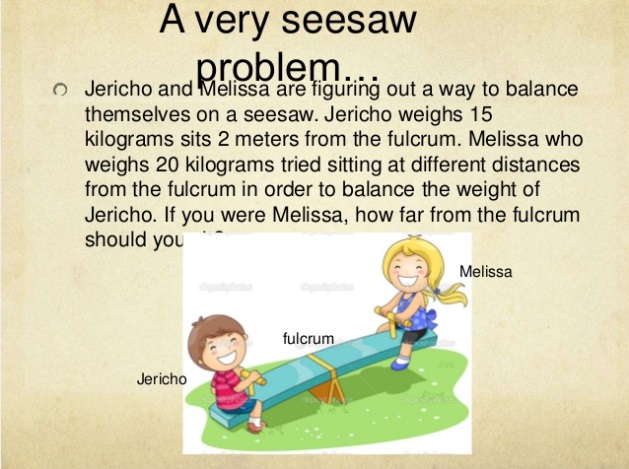 A very seesaw
problem…
Jericho and Melissa are figuring out a way to balance
themselves on a seesaw. Jericho weighs 15
kilograms sits 2 meters from the fulcrum. Melissa who
weighs 20 kilograms tried sitting at different distances
from the fulcrum in order to balance the weight of
Jericho. If you were Melissa, how far from the fulcrum
should you
Melissa
fulcrum
Jericho